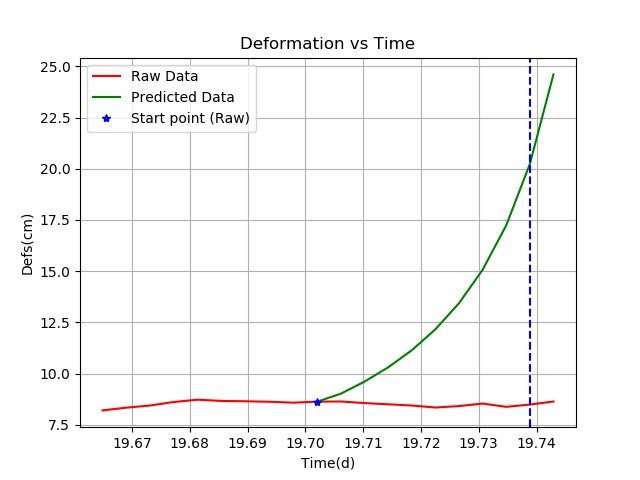 Deformation vs Time
Raw Data
Predicted Data
Start point (Raw)
Defs(cm)
25.0
22.5
20.0
17.5
15.0
12.5
10.0
7.5
19.67 19.68 19.69 19.70 19.71 19.72 19.73 19.74
Time(d)